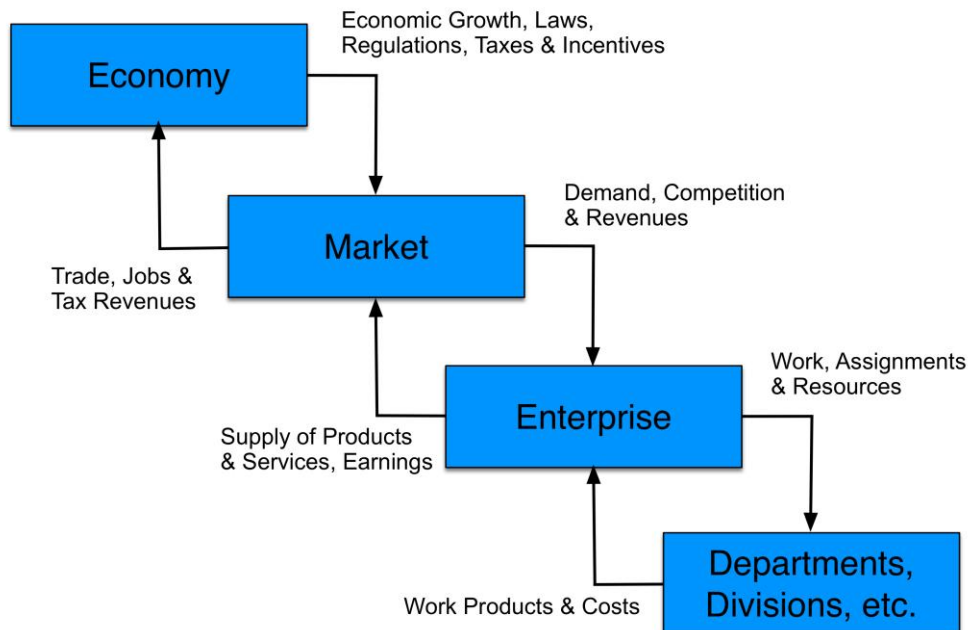 Economic Growth, Laws,
Regulations, Taxes & Incentives
Economy
Demand, Competition
& Revenues
Market
Trade, Jobs &
Tax Revenues
Work, Assignments
& Resources
Enterprise
Supply of Products
& Services, Earnings
Departments,
Divisions, etc.
Work Products & Costs